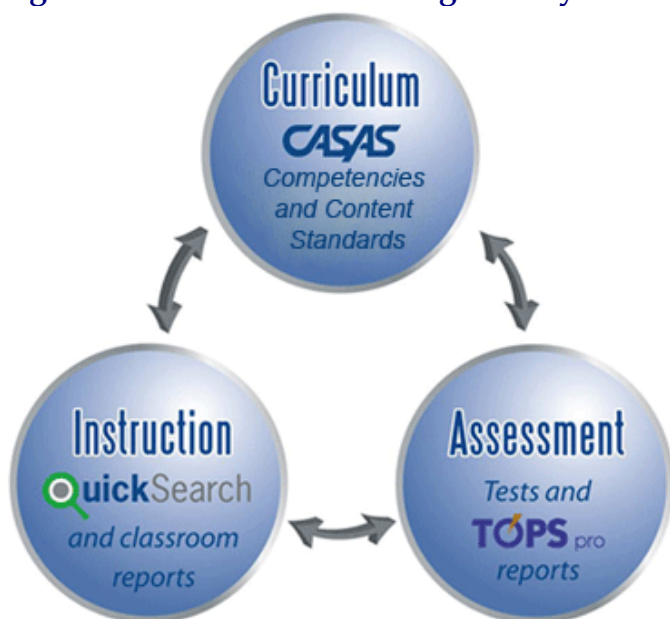 Curriculum
CASAS
Competencies
and Content
Standards
Instruction
QuickSearch
and classroom
reports
Assessment
Tests and
TOPS pro
reports